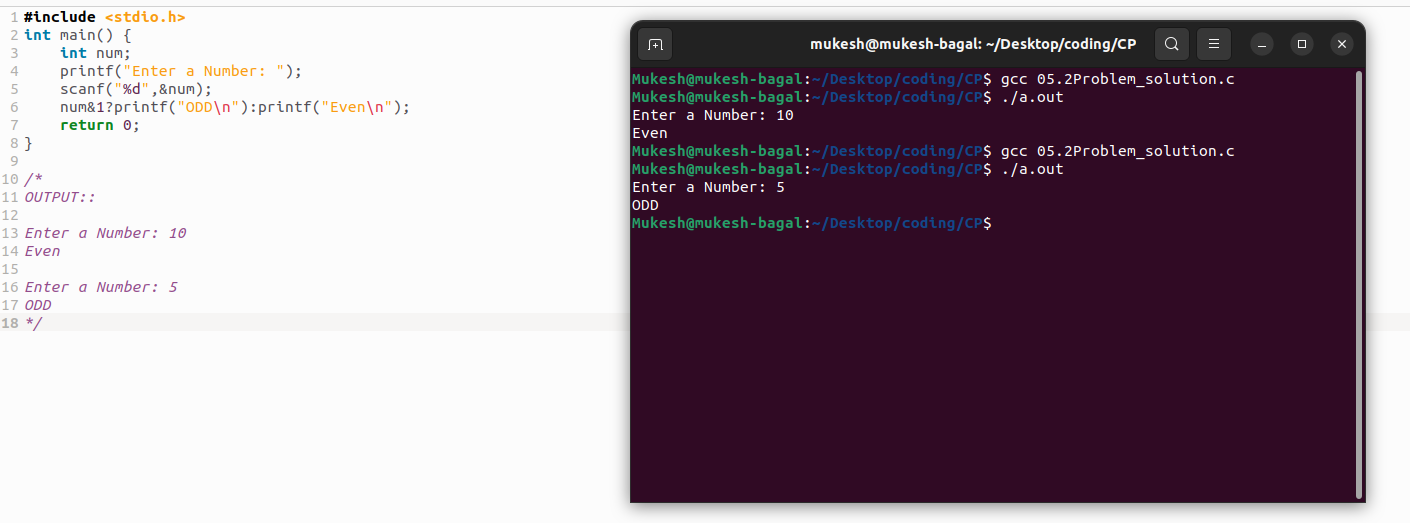 1 #include <stdio.h>
2 int main() {
3     int num;
4     printf("Enter a Number: ");
5     scanf("%d",&num);
6     num&1?printf("ODD\n"):printf("Even\n");
7     return 0;
8 }
9
10 /*
11 OUTPUT::
12
13 Enter a Number: 10
14 Even
15
16 Enter a Number: 5
17 ODD
18 */
mukesh@mukesh-bagal: ~/Desktop/coding/CP
Mukesh@mukesh-bagal:~/Desktop/coding/CP$ gcc 05.2Problem_solution.c
Mukesh@mukesh-bagal:~/Desktop/coding/CP$ ./a.out
Enter a Number: 10
Even
Mukesh@mukesh-bagal:~/Desktop/coding/CP$ gcc 05.2Problem_solution.c
Mukesh@mukesh-bagal:~/Desktop/coding/CP$ ./a.out
Enter a Number: 5
ODD
Mukesh@mukesh-bagal:~/Desktop/coding/CP$